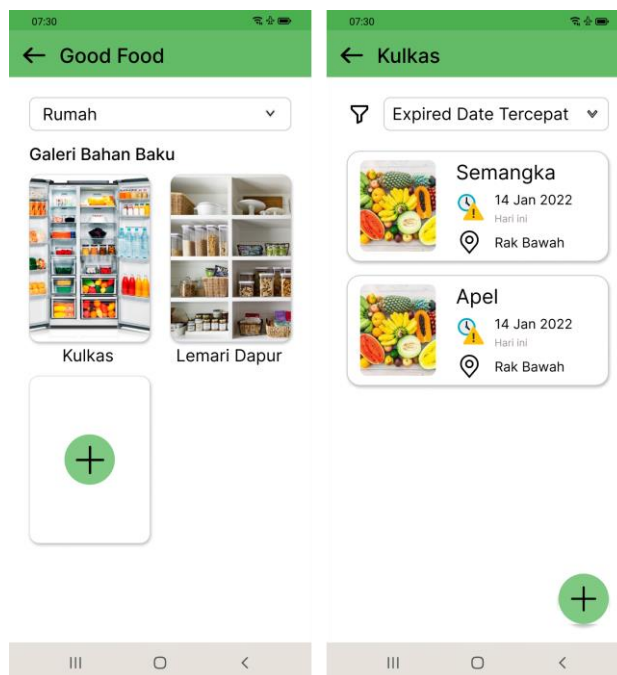 07:30
Good Food
Rumah
Galeri Bahan Baku
Kulkas
Lemari Dapur
07:30
Kulkas
Expired Date Tercepat
Semangka
14 Jan 2022
Hari ini
Rak Bawah
Apel
14 Jan 2022
Hari ini
Rak Bawah